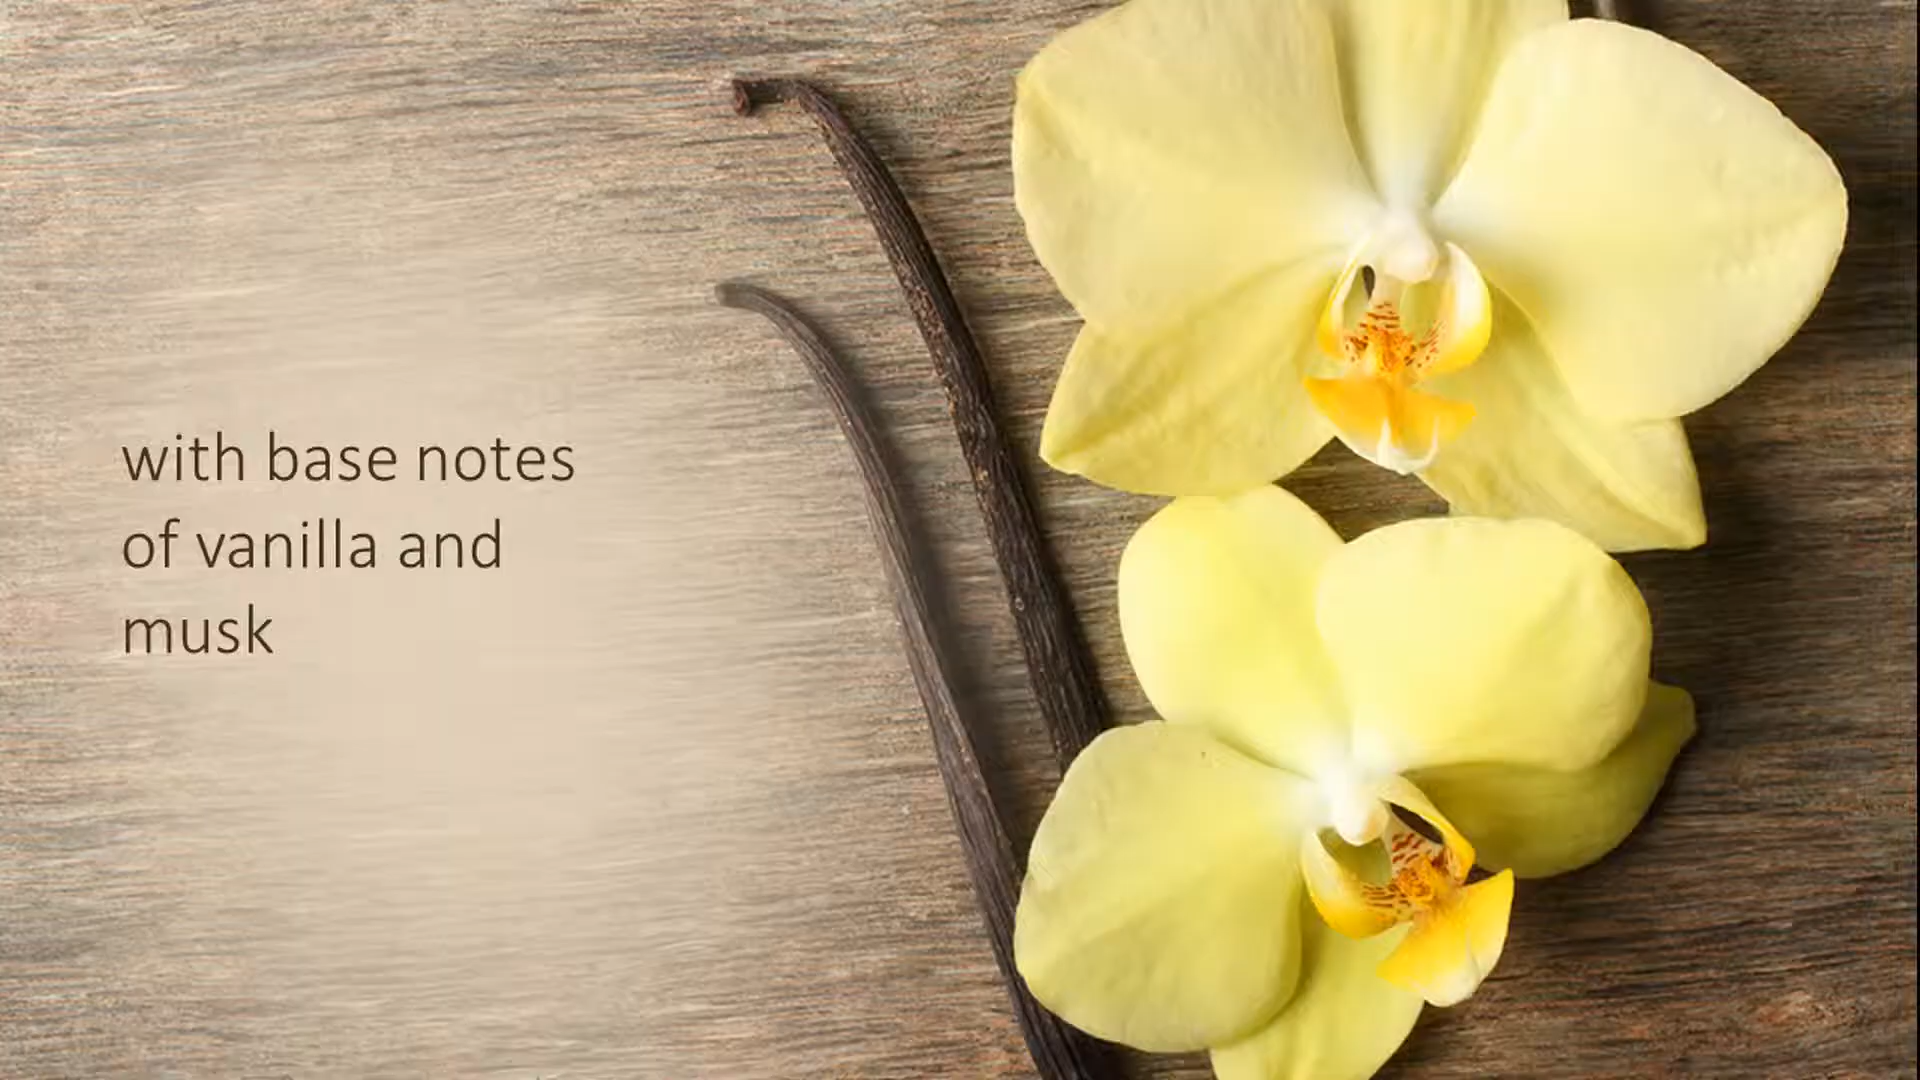 with base notes
of vanilla and
musk